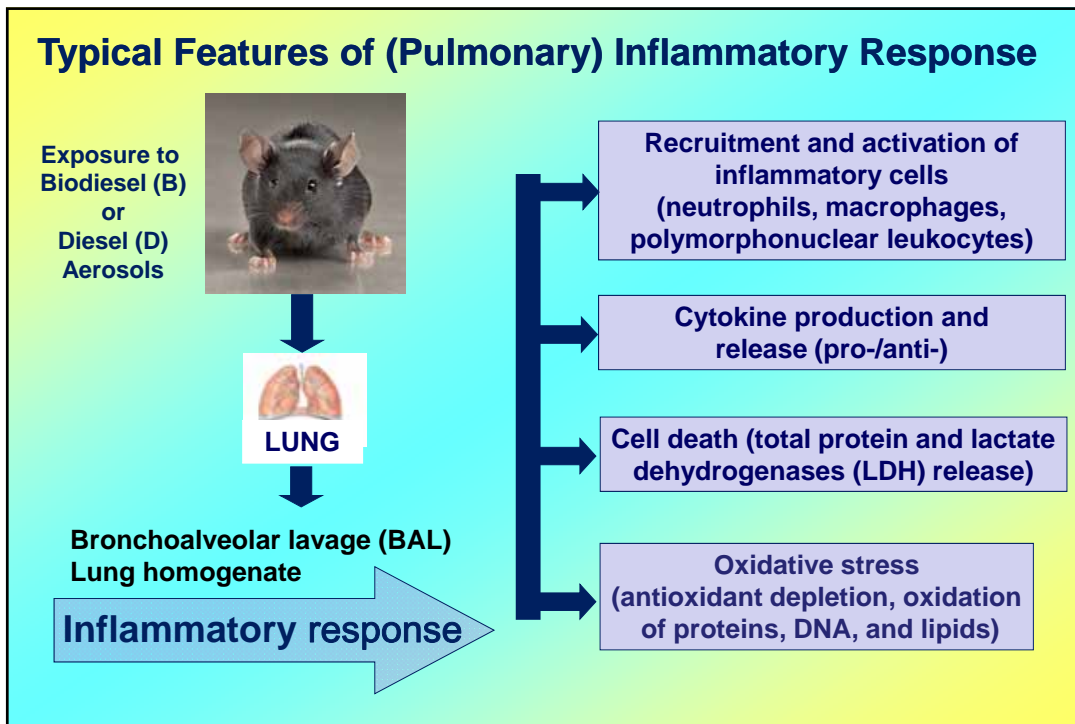 Typical Features of (Pulmonary) Inflammatory Response
Exposure to
Biodiesel (B)
or
Diesel (D)
Aerosols
LUNG
Bronchoalveolar lavage (BAL)
Lung homogenate
Inflammatory response
Recruitment and activation of
inflammatory cells
(neutrophils, macrophages,
polymorphonuclear leukocytes)
Cytokine production and
release (pro-/anti-)
Cell death (total protein and lactate
dehydrogenases (LDH) release)
Oxidative stress
(antioxidant depletion, oxidation
of proteins, DNA, and lipids)